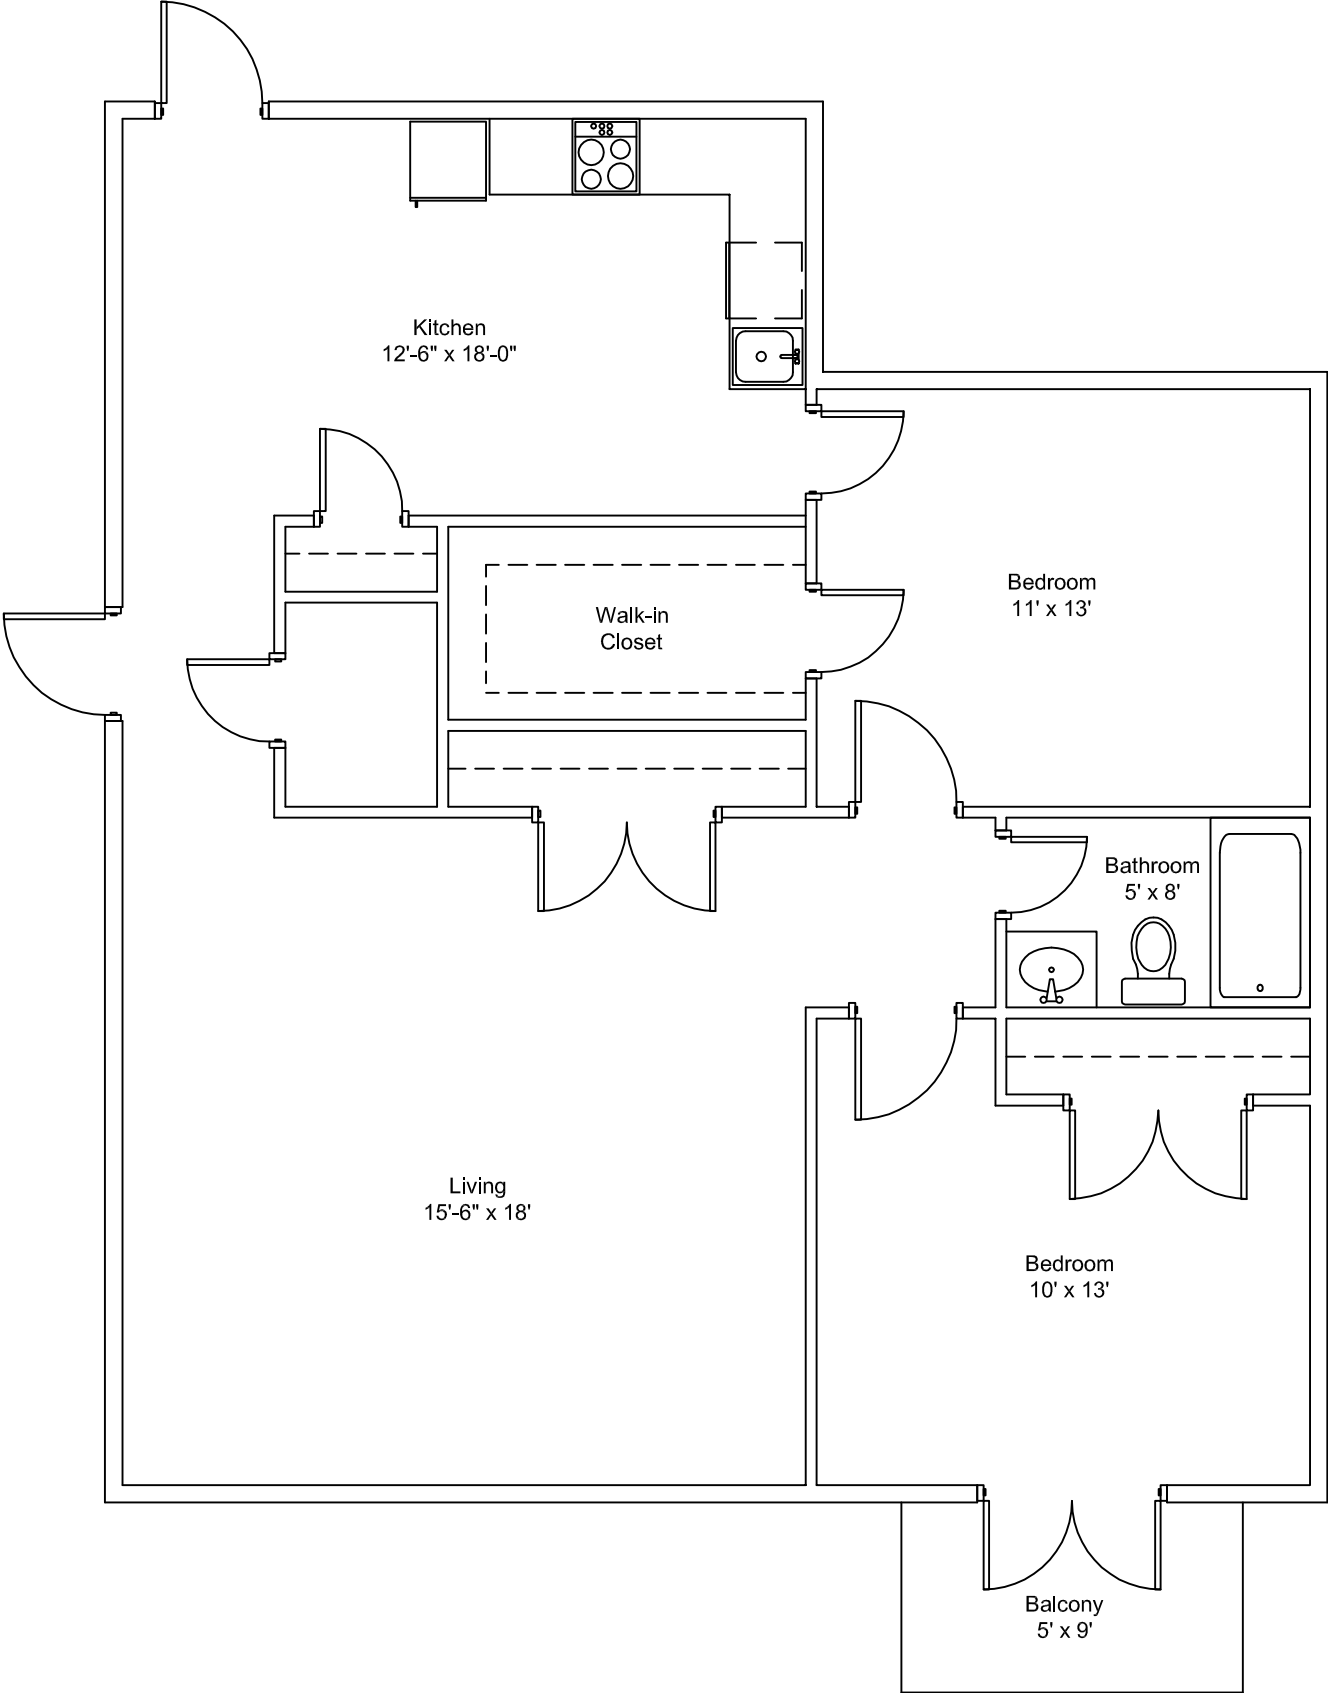 Kitchen
12'-6" x 18'-0"
Walk-in
Closet
Bedroom
11' x 13'
Bathroom
5' x 8'
Living
15'-6" x 18'
Bedroom
10' x 13'
Balcony
5' x 9'